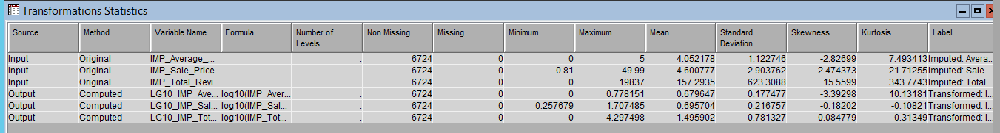 Transformations Statistics
Source Method Variable Name Formula Number of Levels Non Missing Missing Minimum Maximum Mean Standard Deviation Skewness Kurtosis Label
Input Original IMP_Average_... . 6724 0 0 5 4.052178 1.122746 -2.82699 7.493413 Imputed: Avera...
Input Original IMP_Sale_Price . 6724 0 0.81 49.99 4.600777 2.903762 2.474373 21.71255 Imputed: Sale ...
Input Original IMP_Total_Revi... . 6724 0 0 19837 157.2935 623.3088 15.5599 343.7743 Imputed: Total ...
Output Computed LG10_IMP_Ave... log10(IMP_Aver... . 6724 0 0 0.778151 0.679647 0.177477 -3.39298 10.13181 Transformed: I...
Output Computed LG10_IMP_Sal... log10(IMP_Sal... . 6724 0 0.257679 1.707485 0.695704 0.216757 -0.18202 -0.10821 Transformed: I...
Output Computed LG10_IMP_Tot... log10(IMP_Tot... . 6724 0 0 4.297498 1.495902 0.781327 0.084779 -0.31349 Transformed: I...